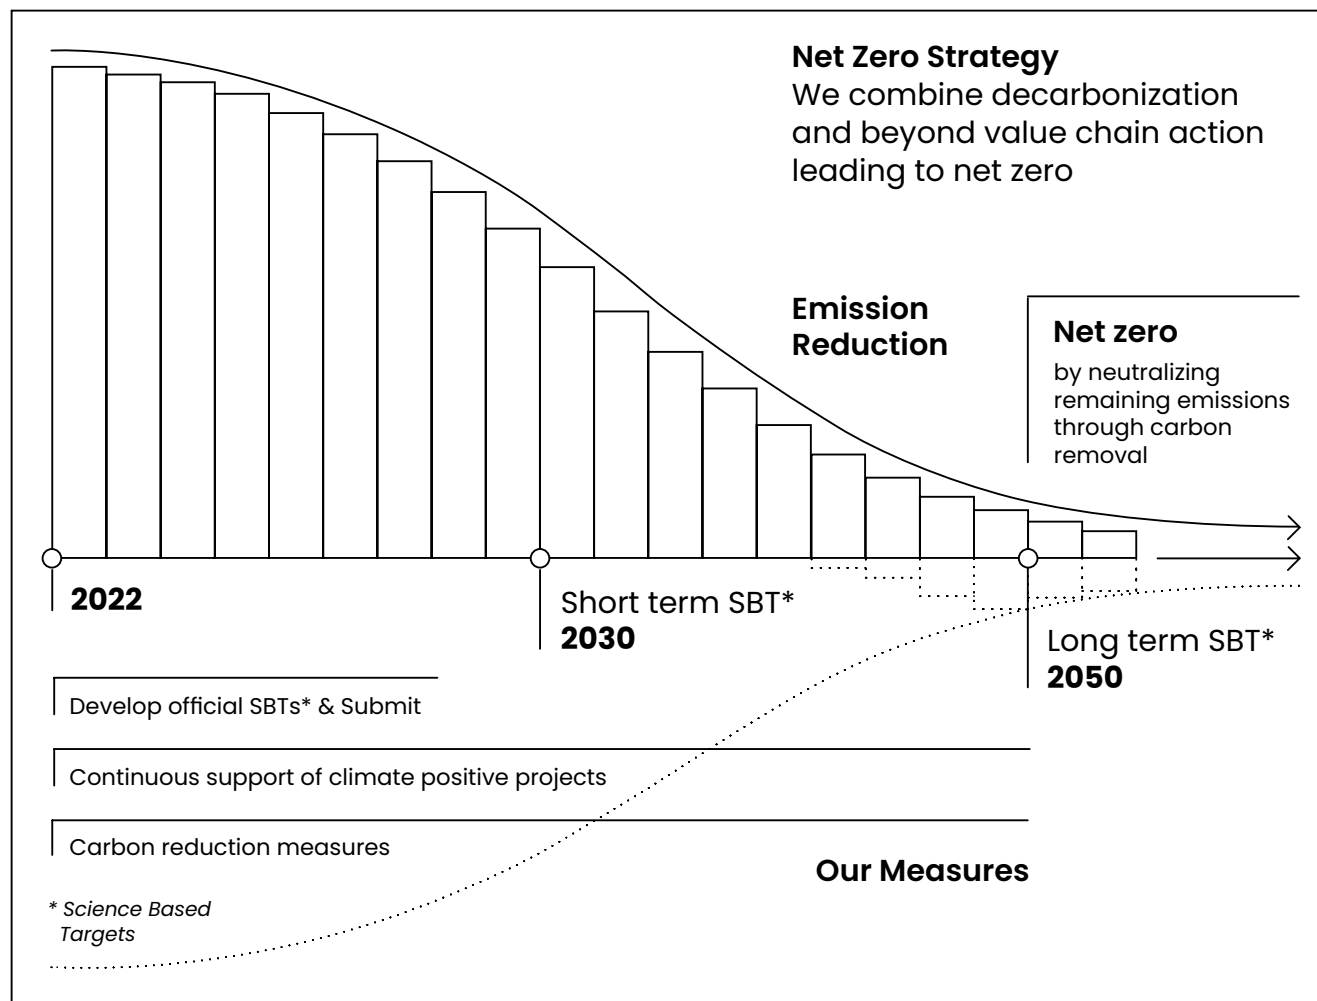 Net Zero Strategy
We combine decarbonization
and beyond value chain action
leading to net zero
Emission
Reduction
Net zero
by neutralizing
remaining emissions
through carbon
removal
2022
Short term SBT*
2030
Long term SBT*
2050
Develop official SBTs* & Submit
Continuous support of climate positive projects
Carbon reduction measures
Our Measures
* Science Based
Targets